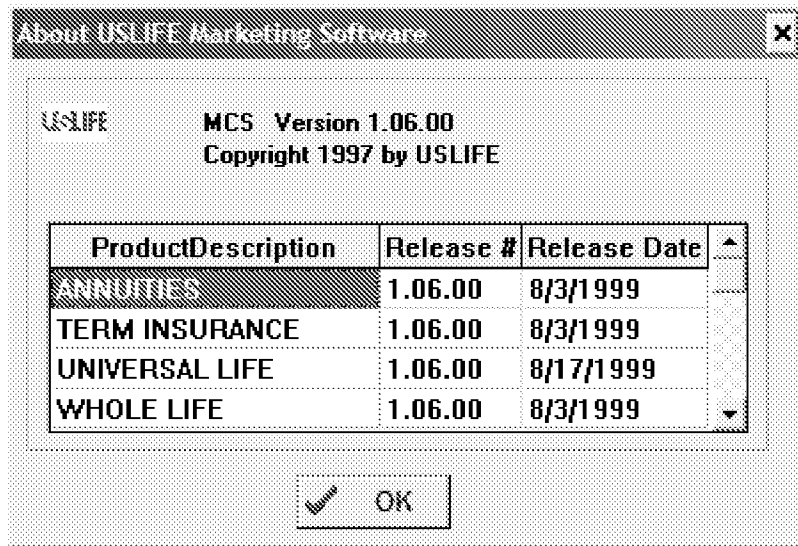 About USLIFE Marketing Software
USLIFE
MCS Version 1.06.00
Copyright 1997 by USLIFE
ProductDescription Release # Release Date
ANNUITIES 1.06.00 8/3/1999
TERM INSURANCE 1.06.00 8/3/1999
UNIVERSAL LIFE 1.06.00 8/17/1999
WHOLE LIFE 1.06.00 8/3/1999
OK